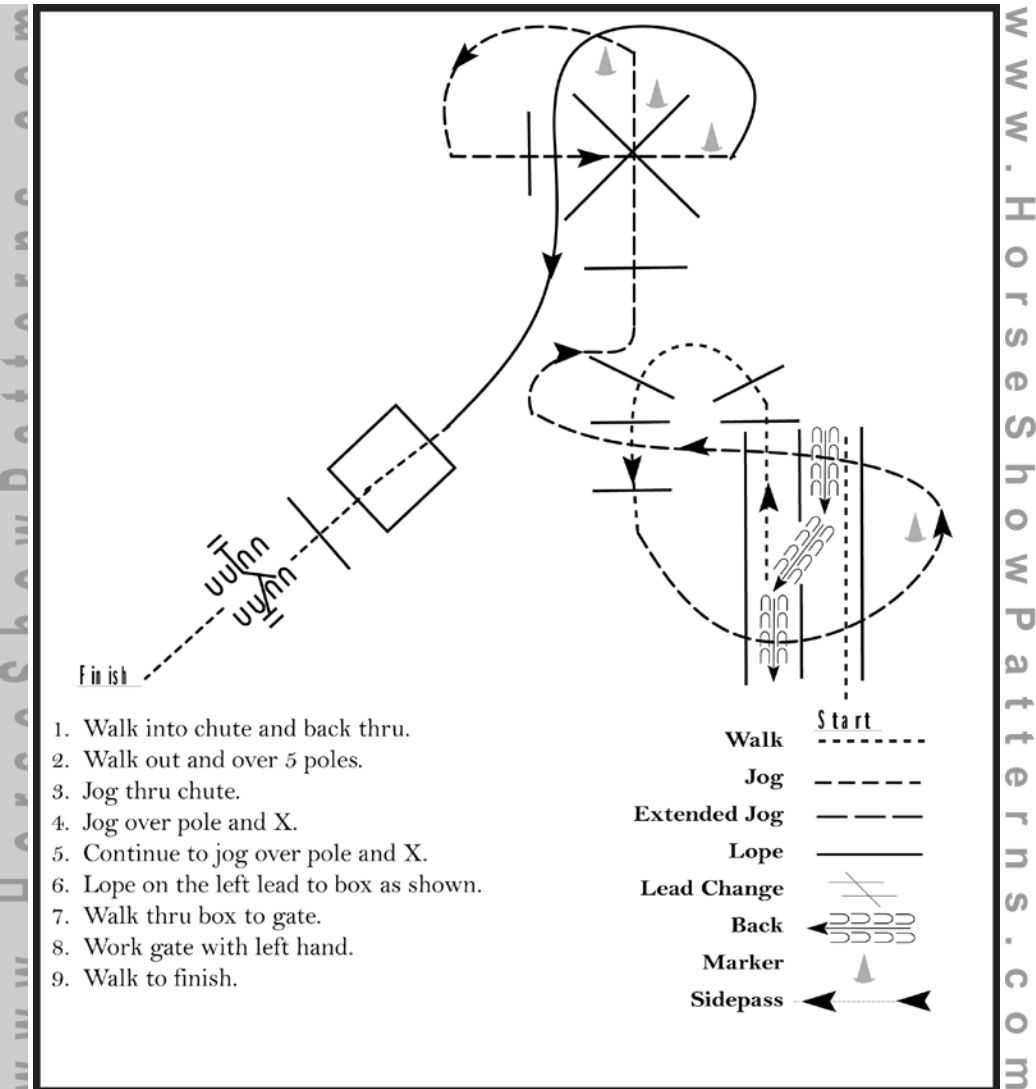 Finish
1. Walk into chute and back thru.
2. Walk out and over 5 poles.
3. Jog thru chute.
4. Jog over pole and X.
5. Continue to jog over pole and X.
6. Lope on the left lead to box as shown.
7. Walk thru box to gate.
8. Work gate with left hand.
9. Walk to finish.
Start
Walk
Jog
Extended Jog
Lope
Lead Change
Back
Marker
Sidepass
www.HorseShowPatterns.com